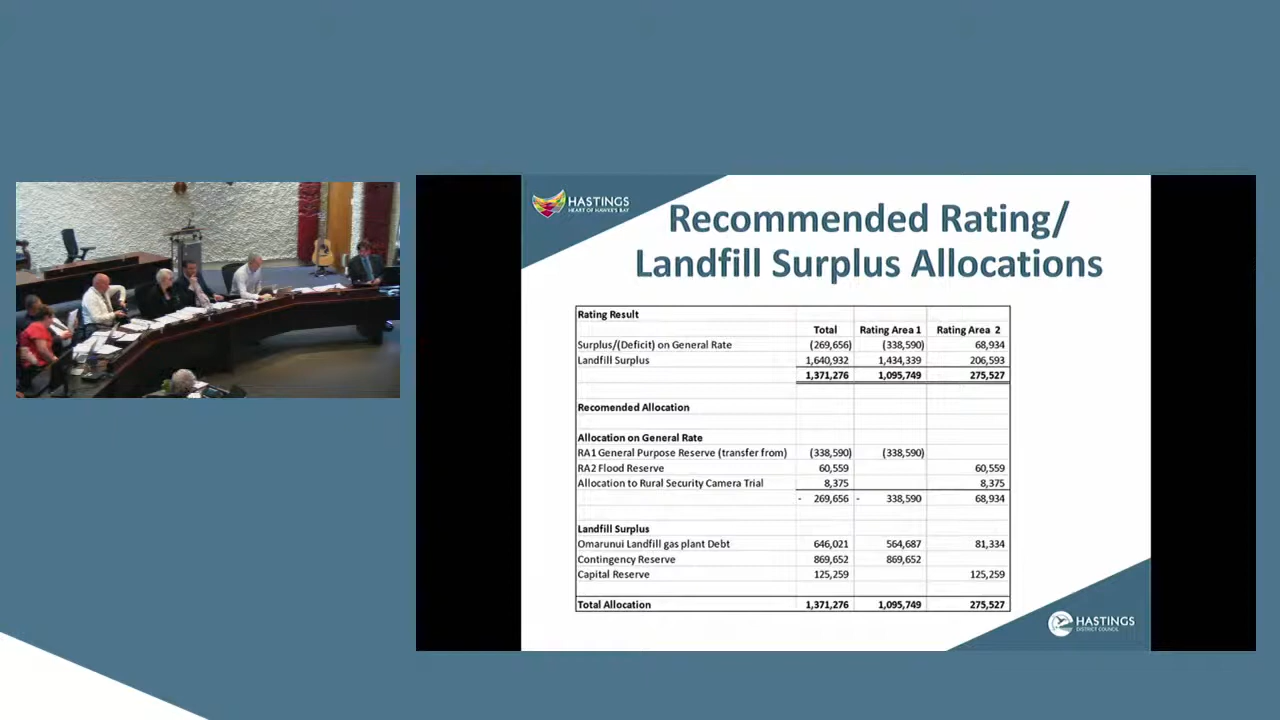 HASTINGS
HEART OF HAWKE'S BAY
Recommended Rating/
Landfill Surplus Allocations
Rating Result
Total Rating Area 1 Rating Area 2
Surplus/(Deficit) on General Rate (269,656) (338,590) 68,934
Landfill Surplus 1,640,932 1,434,339 206,593
1,371,276 1,095,749 275,527
Recomended Allocation
Allocation on General Rate
RA1 General Purpose Reserve (transfer from) (338,590) (338,590)
RA2 Flood Reserve 60,559 60,559
Allocation to Rural Security Camera Trial 8,375 8,375
- 269,656 - 338,590 68,934
Landfill Surplus
Omarunui Landfill gas plant Debt 646,021 564,687 81,334
Contingency Reserve 869,652 869,652
Capital Reserve 125,259 125,259
Total Allocation 1,371,276 1,095,749 275,527
HASTINGS
DISTRICT COUNCIL